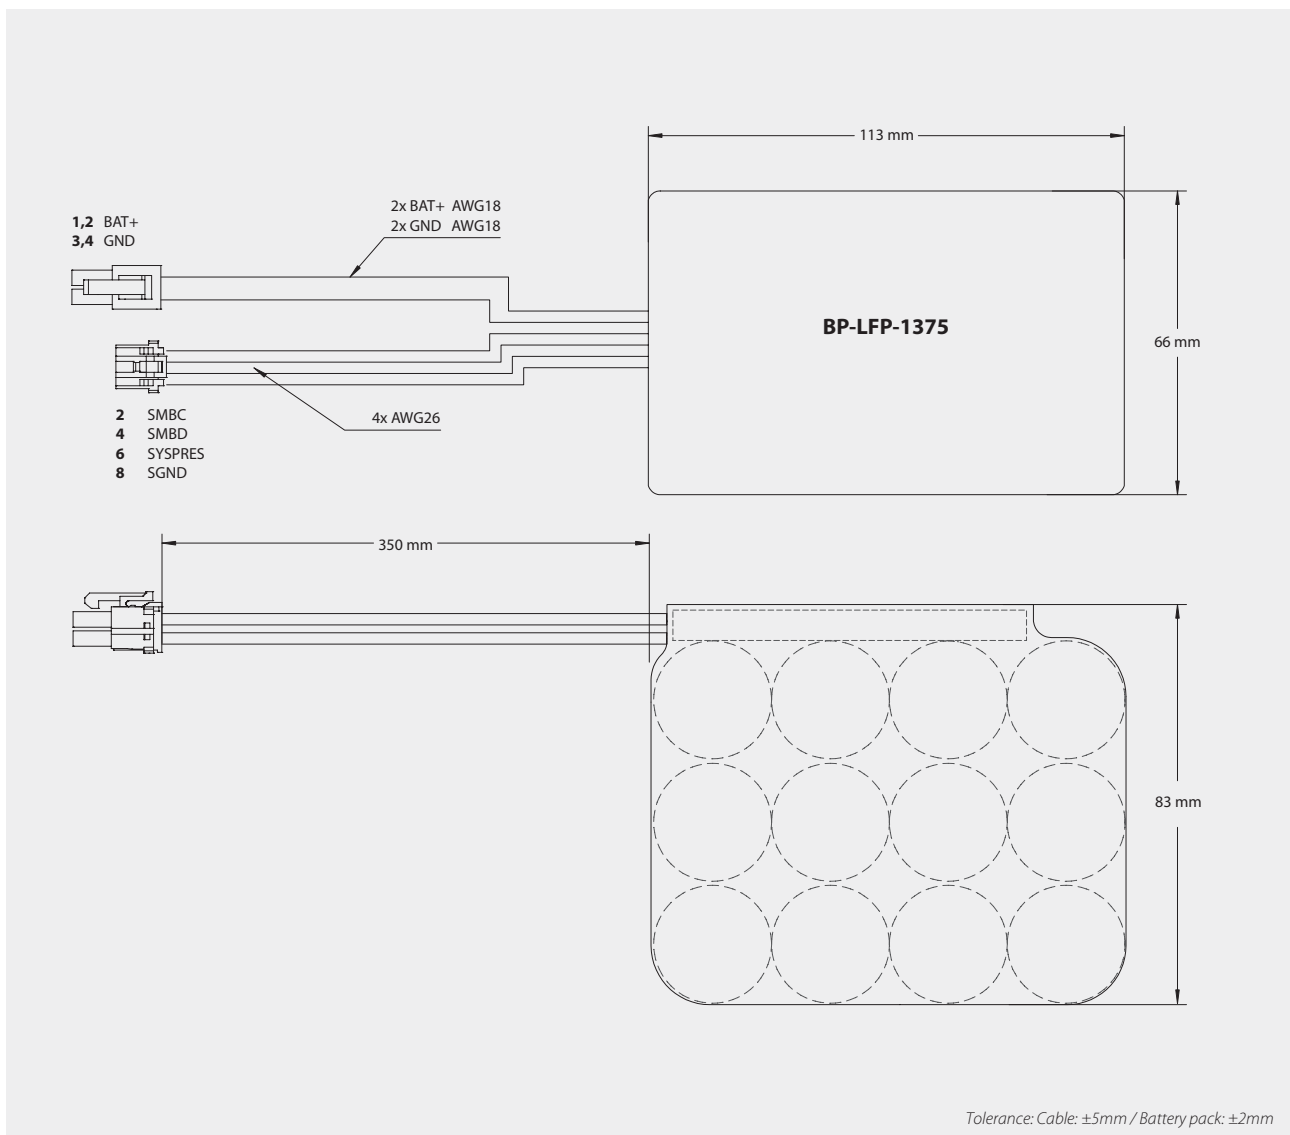 113 mm
2x BAT+ AWG18
2x GND AWG18
1,2 BAT+
3,4 GND
BP-LFP-1375
66 mm
4x AWG26
2 SMBC
4 SMBD
6 SYSPRES
8 SGND
350 mm
83 mm
Tolerance: Cable: ±5mm / Battery pack: ±2mm